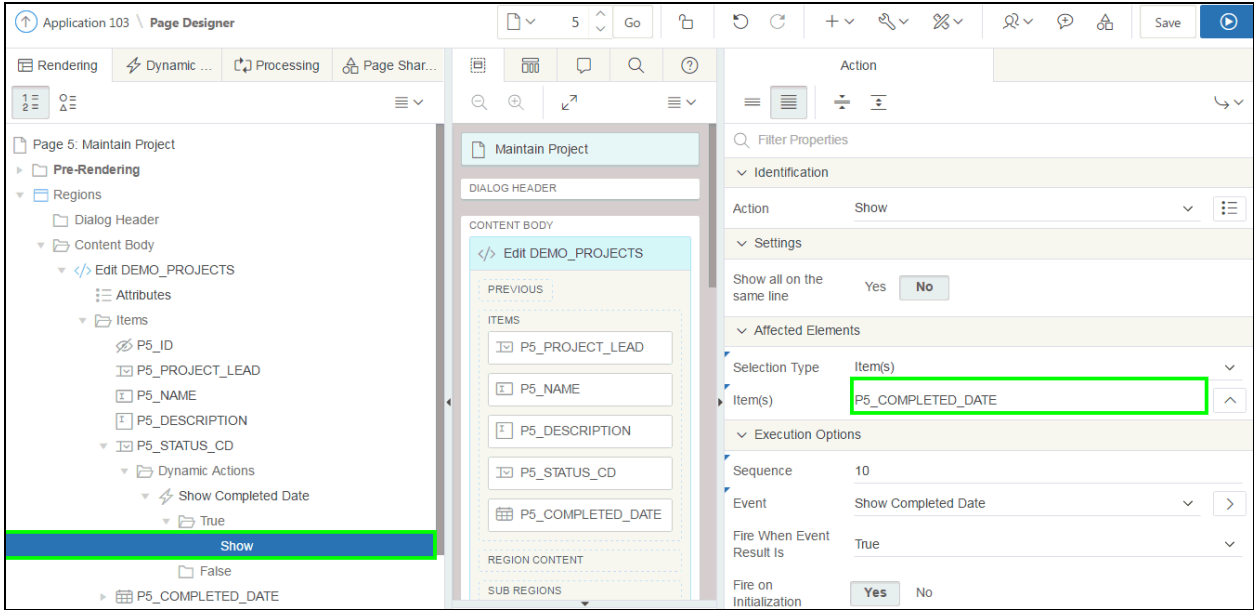 Application 103 \ Page Designer
5
Go
Save
Rendering
Dynamic ...
Processing
Page Shar...
Page 5: Maintain Project
Pre-Rendering
Regions
Dialog Header
Content Body
</> Edit DEMO_PROJECTS
Attributes
Items
P5_ID
P5_PROJECT_LEAD
P5_NAME
P5_DESCRIPTION
P5_STATUS_CD
Dynamic Actions
Show Completed Date
True
Show
False
P5_COMPLETED_DATE
Maintain Project
DIALOG HEADER
CONTENT BODY
</> Edit DEMO_PROJECTS
PREVIOUS
ITEMS
P5_PROJECT_LEAD
P5_NAME
P5_DESCRIPTION
P5_STATUS_CD
P5_COMPLETED_DATE
REGION CONTENT
SUB REGIONS
Action
Filter Properties
Identification
Action Show
Settings
Show all on the
same line
Yes No
Affected Elements
Selection Type Item(s)
Item(s) P5_COMPLETED_DATE
Execution Options
Sequence 10
Event Show Completed Date
Fire When Event
Result Is
True
Fire on
Initialization
Yes No